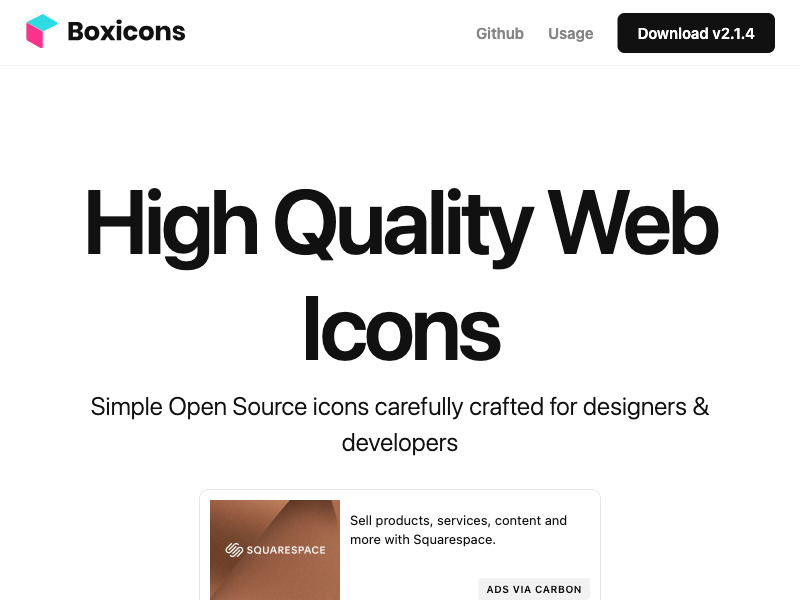 Boxicons
Github
Usage
Download v2.1.4
High Quality Web
Icons
Simple Open Source icons carefully crafted for designers &
developers
SQUARESPACE
Sell products, services, content and
more with Squarespace.
ADS VIA CARBON